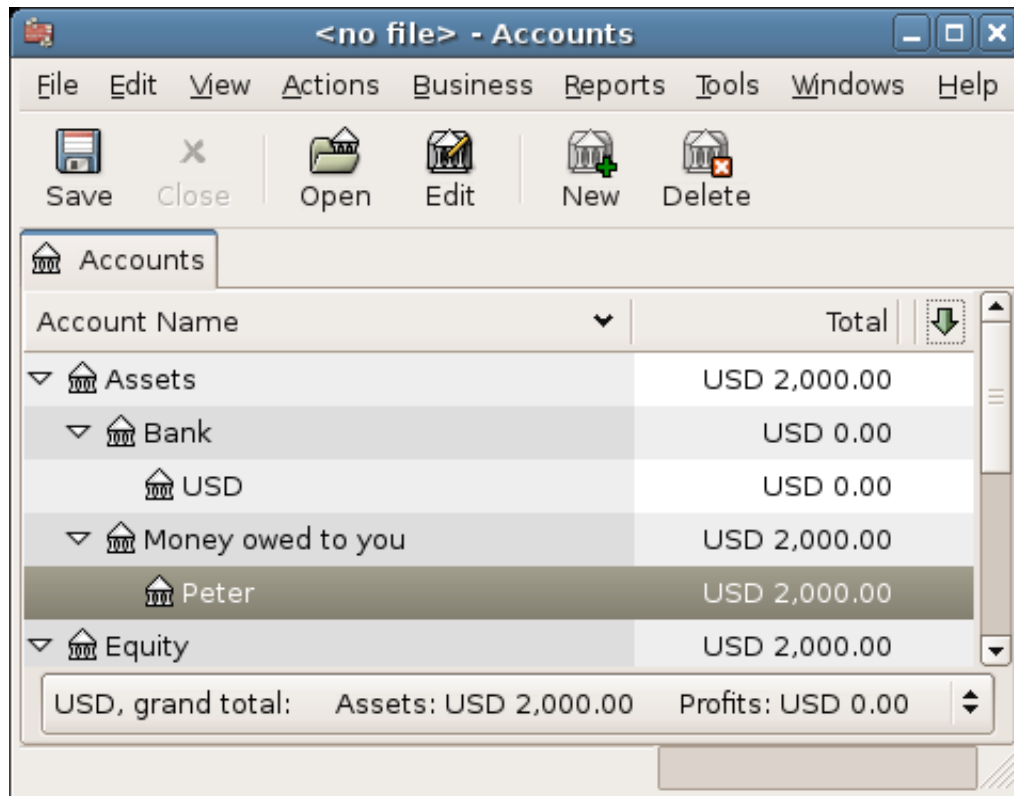 <no file> - Accounts
File Edit View Actions Business Reports Tools Windows Help
Save Close Open Edit New Delete
Accounts
Account Name Total
Assets USD 2,000.00
Bank USD 0.00
USD USD 0.00
Money owed to you USD 2,000.00
Peter USD 2,000.00
Equity USD 2,000.00
USD, grand total: Assets: USD 2,000.00 Profits: USD 0.00